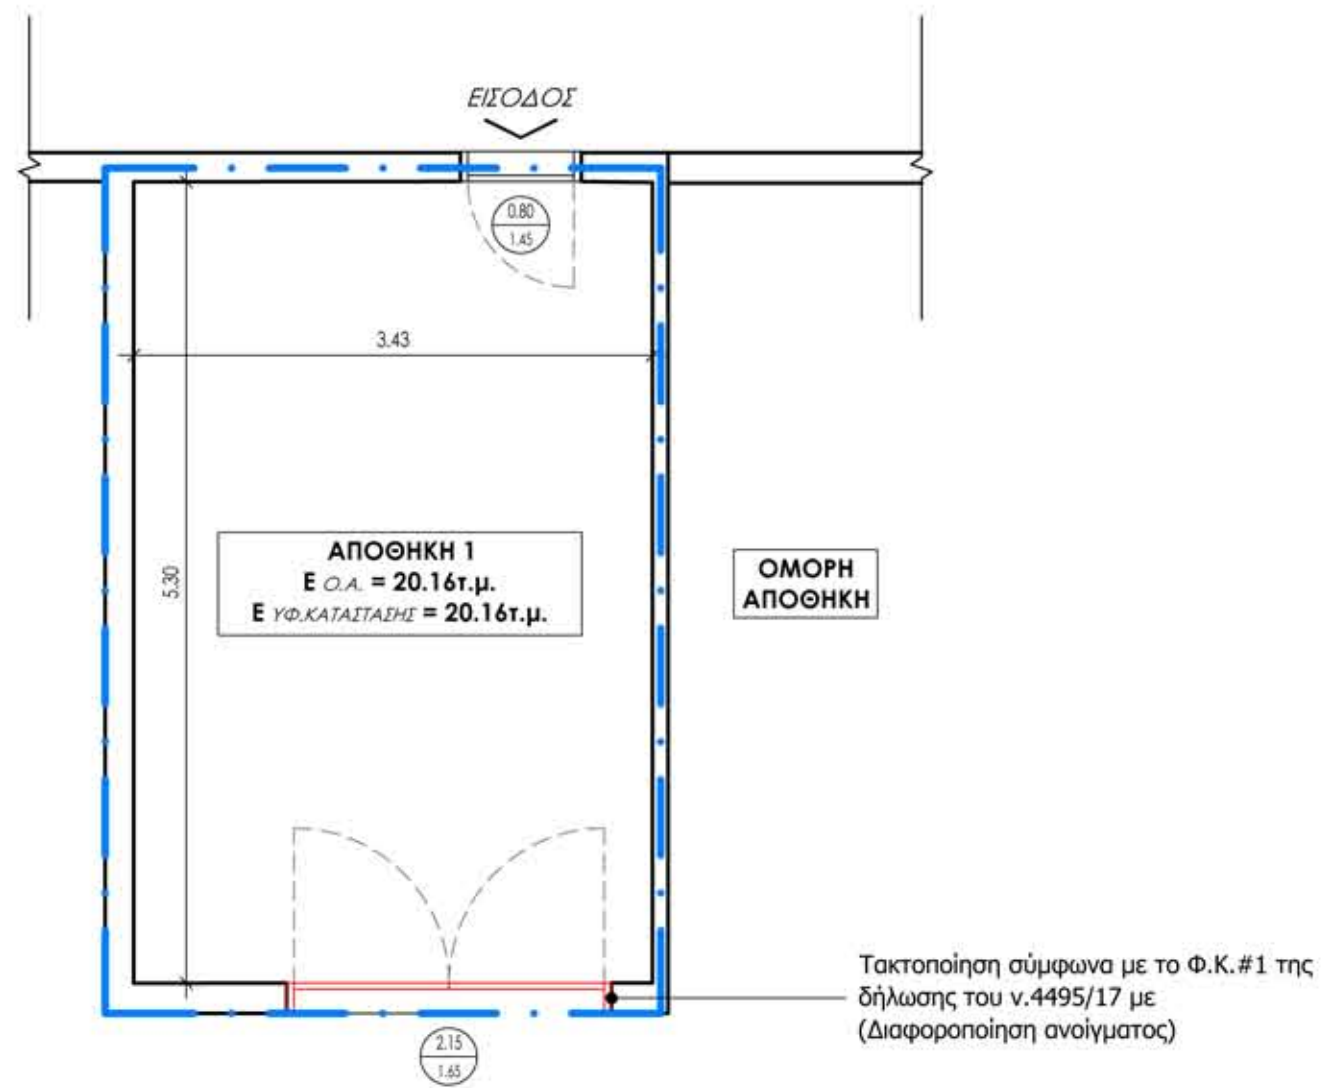 ΕΙΣΟΔΟΣ
0.80
1.45
3.43
5.30
ΑΠΟΘΗΚΗ 1
Ε Ο.Α. = 20.16τ.μ.
Ε ΥΦ.ΚΑΤΑΣΤΑΣΗΣ = 20.16τ.μ.
ΟΜΟΡΗ
ΑΠΟΘΗΚΗ
Τακτοποίηση σύμφωνα με το Φ.Κ.#1 της
δήλωσης του ν.4495/17 με
(Διαφοροποίηση ανοίγματος)
2.15
1.65